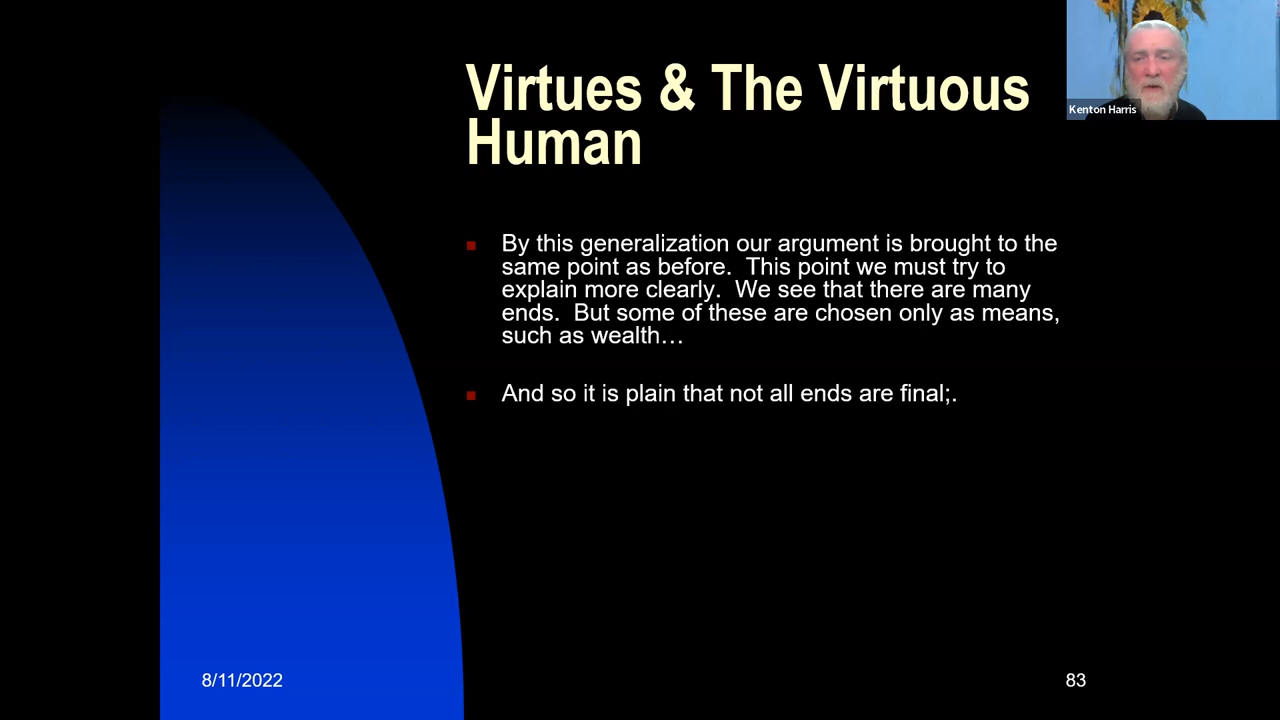 Virtues & The Virtuous
Human
Kenton Harris
By this generalization our argument is brought to the
same point as before.  This point we must try to
explain more clearly.  We see that there are many
ends.  But some of these are chosen only as means,
such as wealth…
And so it is plain that not all ends are final;.
8/11/2022
83